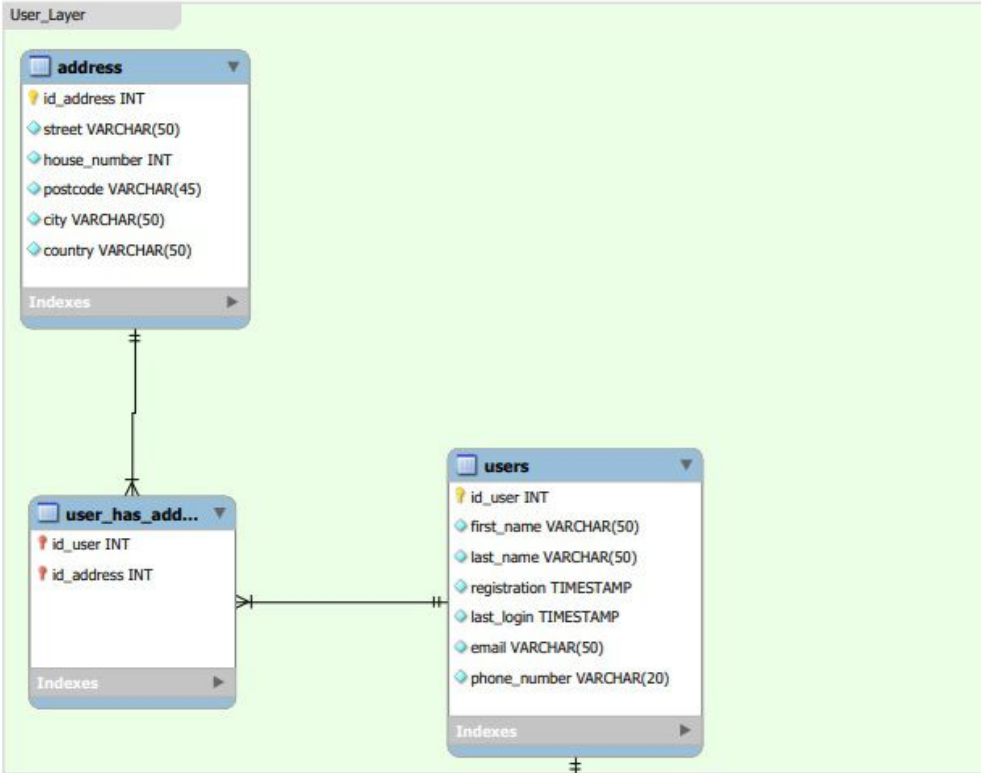 User_Layer
address
id_address INT
street VARCHAR(50)
house_number INT
postcode VARCHAR(45)
city VARCHAR(50)
country VARCHAR(50)
Indexes
user_has_add...
id_user INT
id_address INT
Indexes
users
id_user INT
first_name VARCHAR(50)
last_name VARCHAR(50)
registration TIMESTAMP
last_login TIMESTAMP
email VARCHAR(50)
phone_number VARCHAR(20)
Indexes